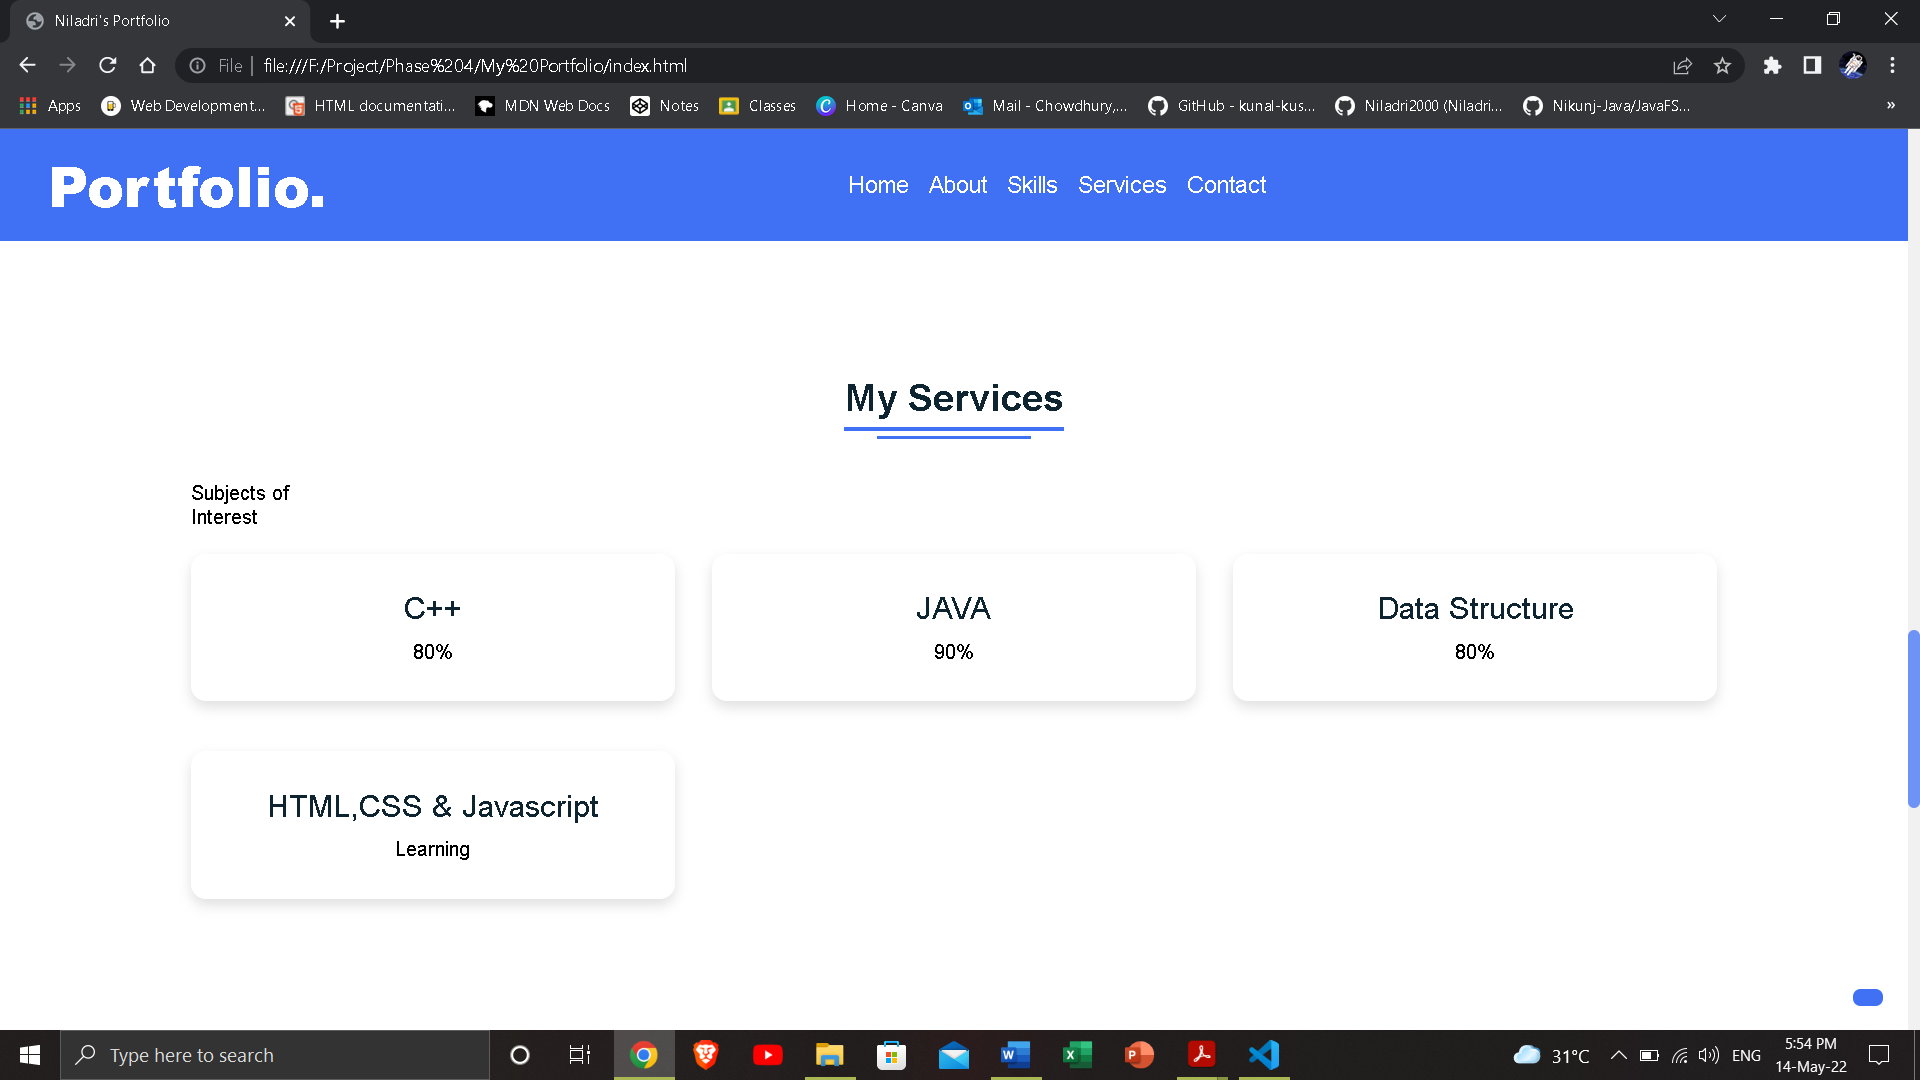 Niladri's Portfolio
File | file:///F:/Project/Phase%204/My%20Portfolio/index.html
Apps Web Development... HTML documentati... MDN Web Docs Notes Classes Home - Canva Mail - Chowdhury,... GitHub - kunal-kus... Niladri2000 (Niladri... Nikunj-Java/JavaFS... »
Portfolio.
Home About Skills Services Contact
My Services
Subjects of
Interest
C++
80%
JAVA
90%
Data Structure
80%
HTML,CSS & Javascript
Learning
Type here to search
31°C
ENG
5:54 PM
14-May-22